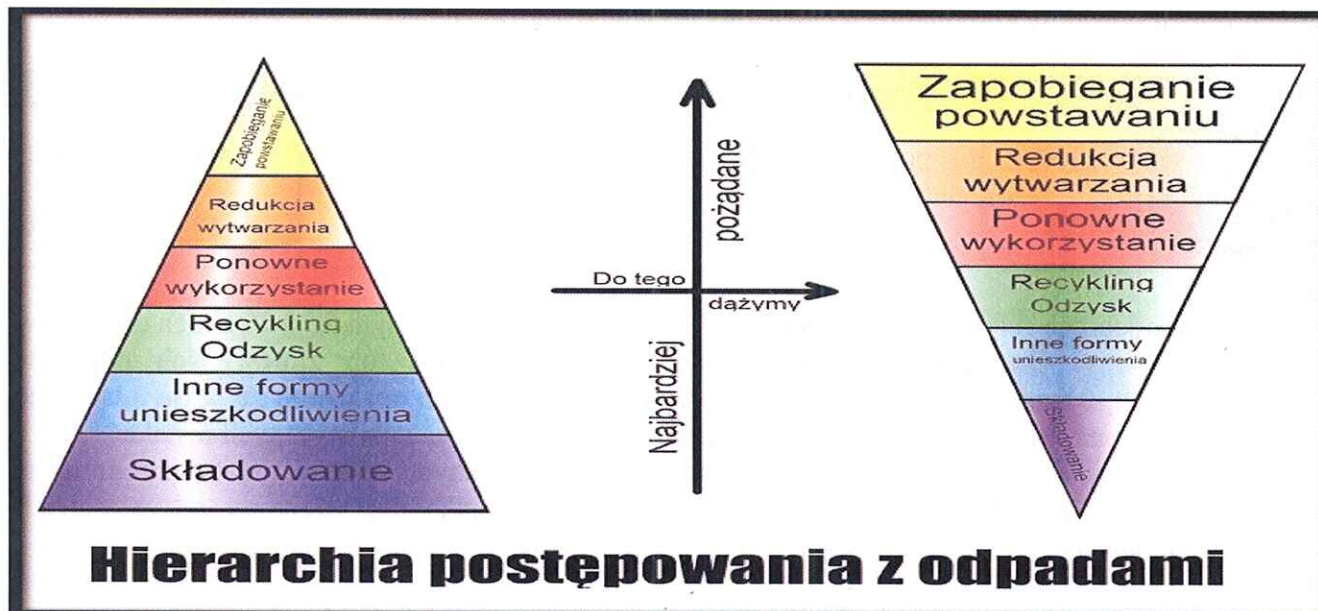 Zapobieganie
powstawaniu
Redukcja
wytwarzania
Ponowne
wykorzystanie
Recykling
Odzysk
Inne formy
unieszkodliwienia
Składowanie
Najbardziej pożądane
Do tego dążymy
Zapobieganie
powstawaniu
Redukcja
wytwarzania
Ponowne
wykorzystanie
Recykling
Odzysk
Inne formy
unieszkodliwienia
Składowanie
Hierarchia postępowania z odpadami